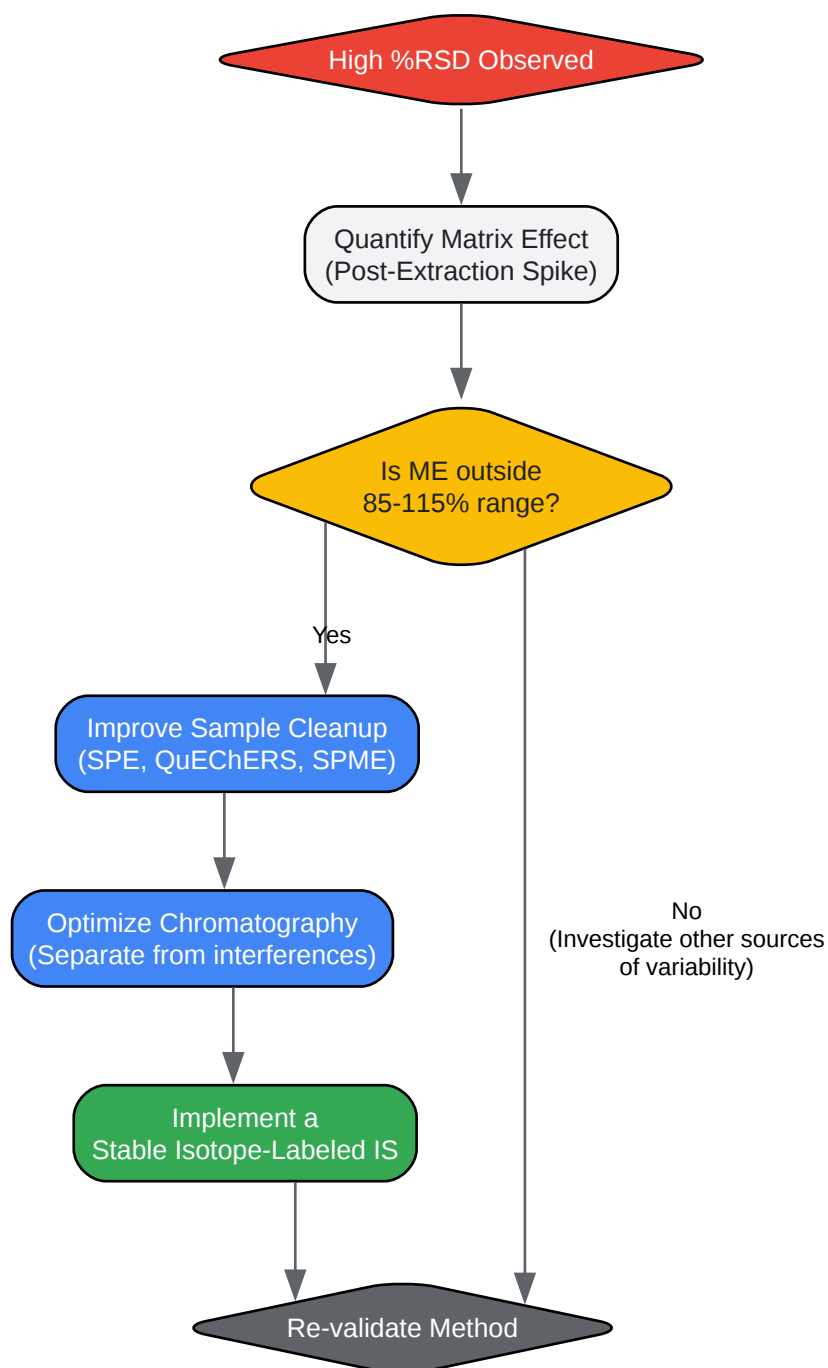 High %RSD Observed
Quantify Matrix Effect
(Post-Extraction Spike)
Is ME outside
85-115% range?
Yes
Improve Sample Cleanup
(SPE, QuEChERS, SPME)
Optimize Chromatography
(Separate from interferences)
No
(Investigate other sources
of variability)
Implement a
Stable Isotope-Labeled IS
Re-validate Method